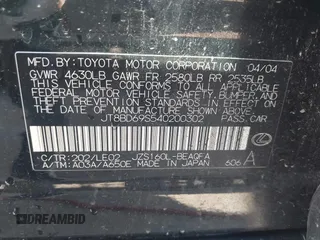 MFD.BY:TOYOTA MOTOR CORPORATION 04/04
GVWR 4630LB GAWR FR 2580LB RR 2535LB
THIS VEHICLE CONFORMS TO ALL APPLICABLE
FEDERAL MOTOR VEHICLE SAFETY, BUMPER, AND
THEFT PREVENTION STANDARDS IN EFFECT ON
THE DATE OF MANUFACTURE SHOWN ABOVE.
JT8BD69S540200302 PASS.CAR
C/TR:202/LE02 JZS160L-BEAQFA
A/TM:A03A/A650E MADE IN JAPAN 606 A
DREAMBID